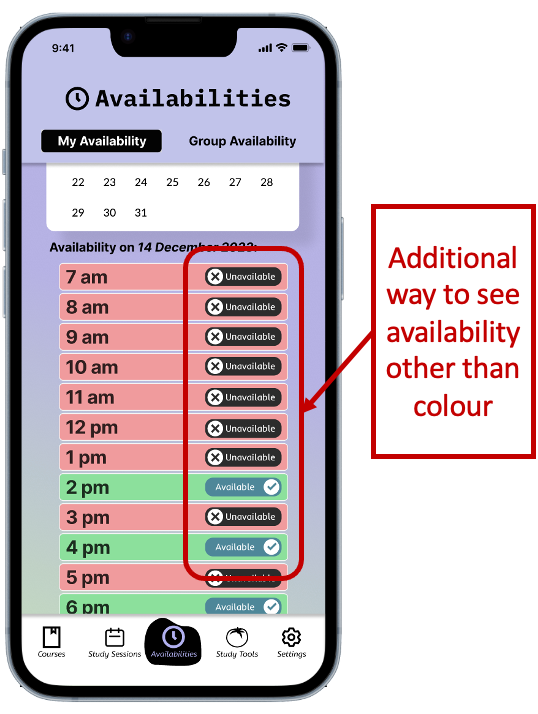 9:41
Availabilities
My Availability Group Availability
22 23 24 25 26 27 28
29 30 31
Availability on 14 December 2023:
7 am Unavailable
8 am Unavailable
9 am Unavailable
10 am Unavailable
11 am Unavailable
12 pm Unavailable
1 pm Unavailable
2 pm Available
3 pm Unavailable
4 pm Available
5 pm Unavailable
6 pm Available
Courses Study Sessions Availabilities Study Tools Settings
Additional
way to see
availability
other than
colour